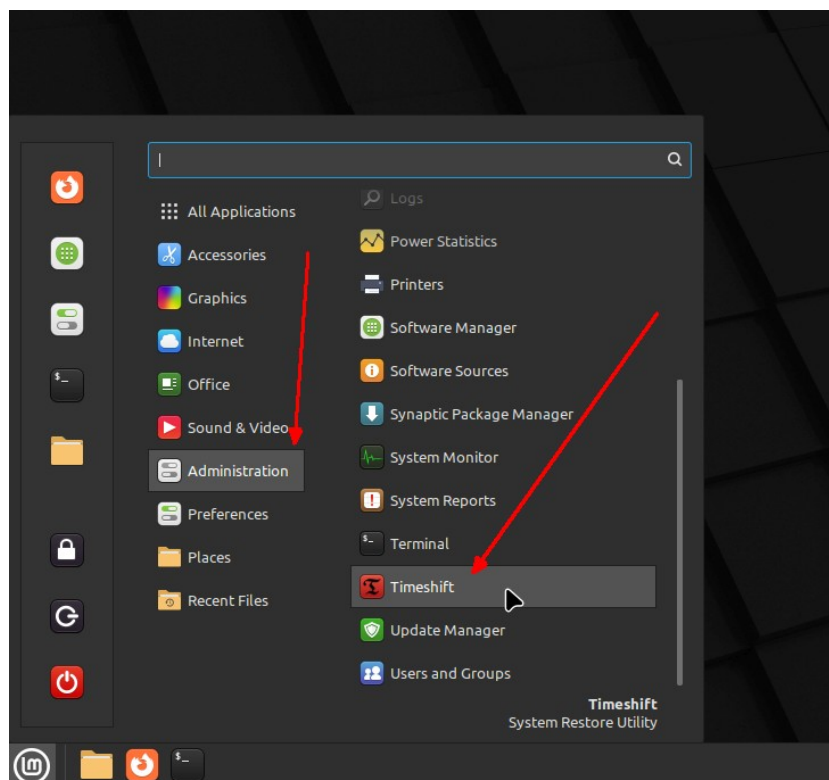 All Applications
Accessories
Graphics
Internet
Office
Sound & Video
Administration
Preferences
Places
Recent Files
Logs
Power Statistics
Printers
Software Manager
Software Sources
Synaptic Package Manager
System Monitor
System Reports
Terminal
Timeshift
Update Manager
Users and Groups
Timeshift
System Restore Utility